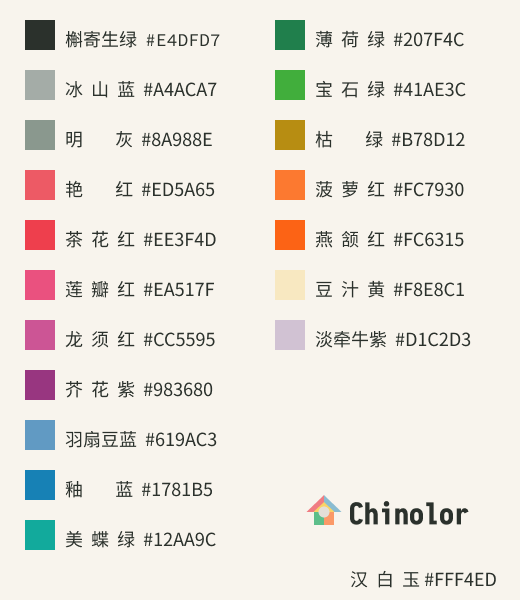 槲寄生绿 #E4DFD7
冰山蓝 #A4ACA7
明灰 #8A988E
艳红 #ED5A65
茶花红 #EE3F4D
莲瓣红 #EA517F
龙须红 #CC5595
芥花紫 #983680
羽扇豆蓝 #619AC3
釉蓝 #1781B5
美蝶绿 #12AA9C
薄荷绿 #207F4C
宝石绿 #41AE3C
枯绿 #B78D12
菠萝红 #FC7930
燕颔红 #FC6315
豆汁黄 #F8E8C1
淡牵牛紫 #D1C2D3
Chinolor
汉白玉 #FFF4ED